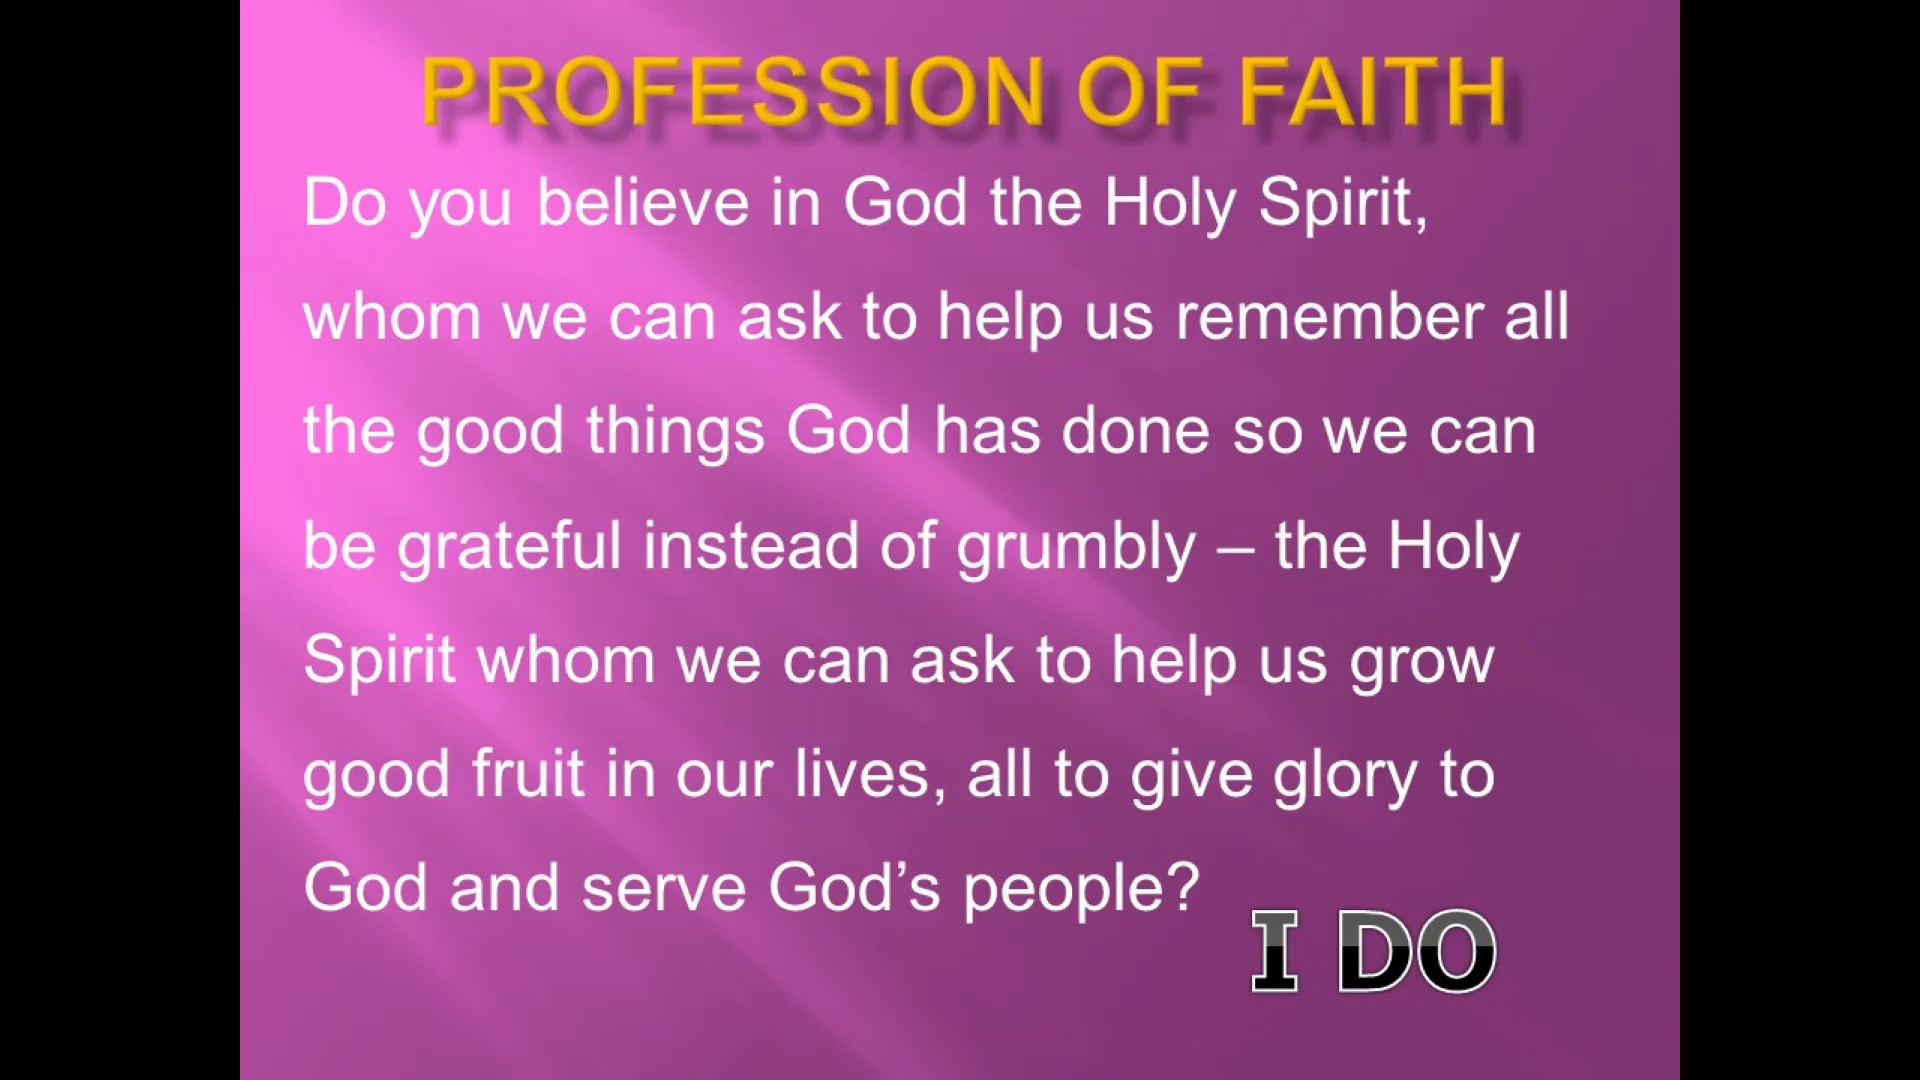 PROFESSION OF FAITH
Do you believe in God the Holy Spirit,
whom we can ask to help us remember all
the good things God has done so we can
be grateful instead of grumbly – the Holy
Spirit whom we can ask to help us grow
good fruit in our lives, all to give glory to
God and serve God’s people?
I DO